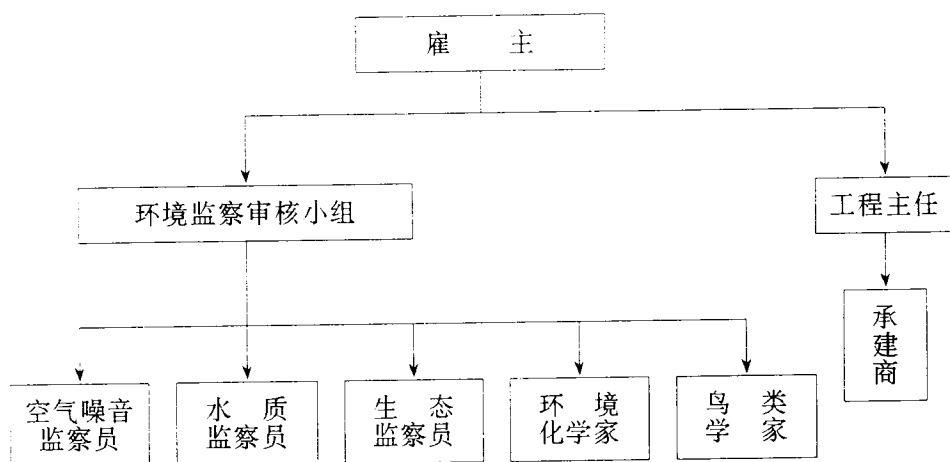 雇 主
环境监察审核小组
工程主任
承
建
商
空气噪音
监察员
水 质
监察员
生 态
监察员
环 境
化学家
鸟 类
学 家